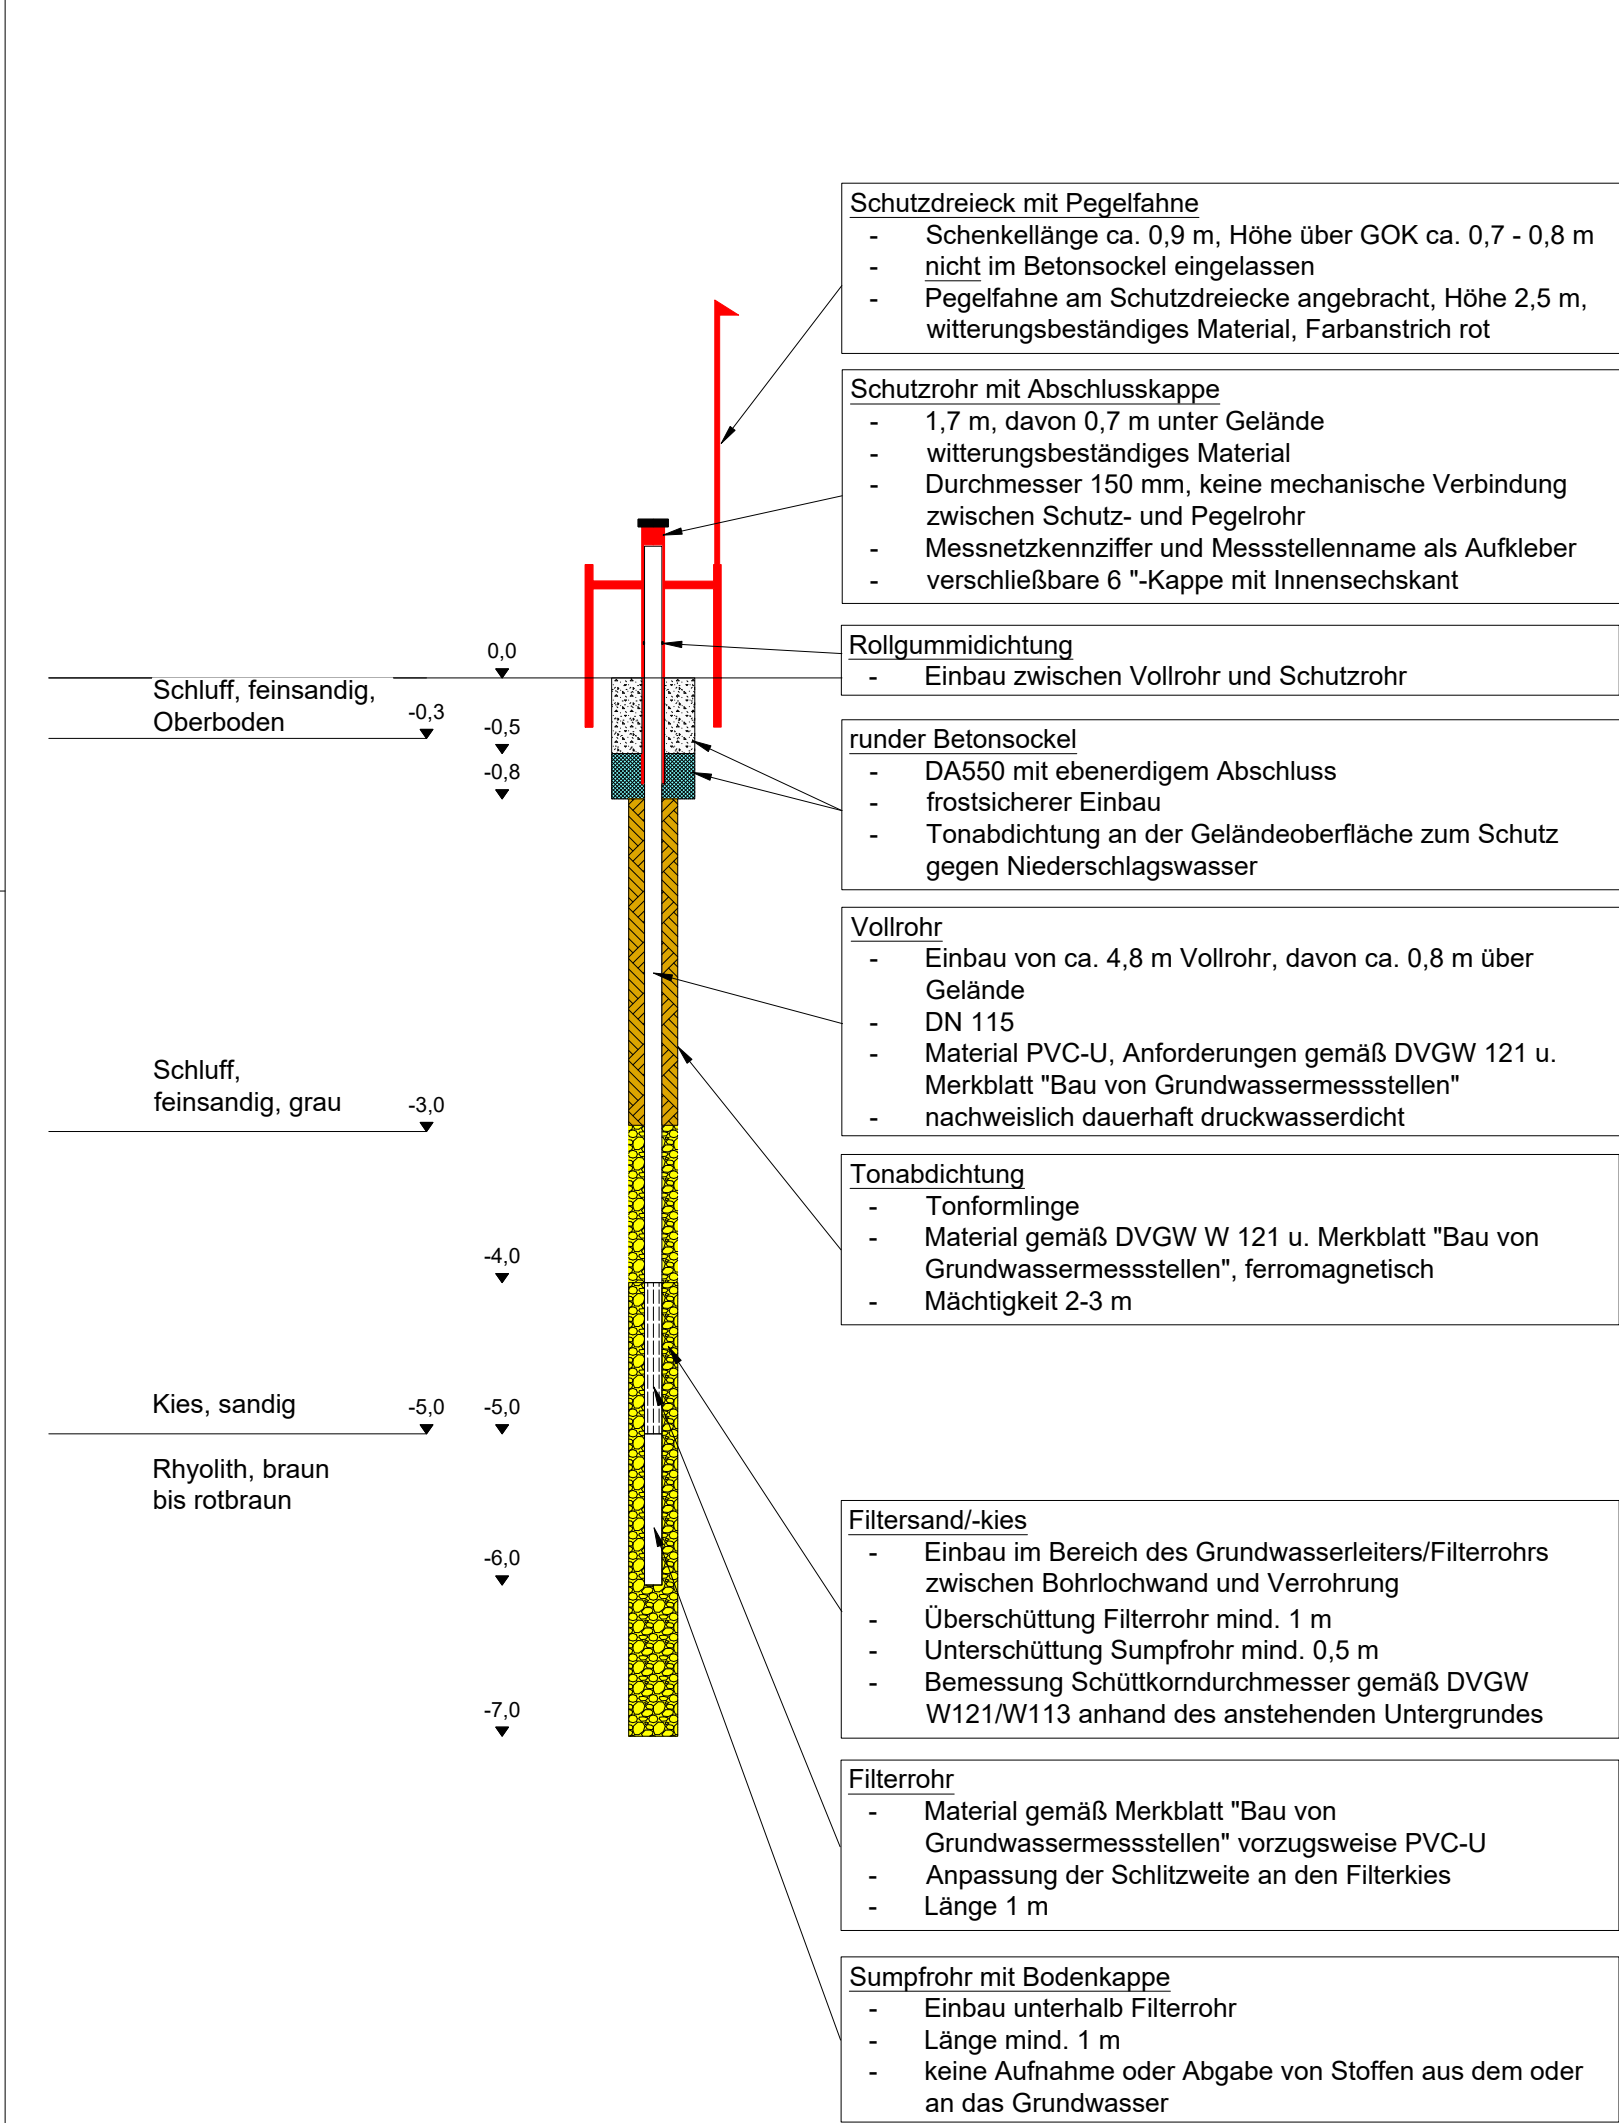 Schutzdreieck mit Pegelfahne
- Schenkellänge ca. 0,9 m, Höhe über GOK ca. 0,7 - 0,8 m
- nicht im Betonsockel eingelassen
- Pegelfahne am Schutzdreiecke angebracht, Höhe 2,5 m,
witterungsbeständiges Material, Farbanstrich rot
Schutzrohr mit Abschlusskappe
- 1,7 m, davon 0,7 m unter Gelände
- witterungsbeständiges Material
- Durchmesser 150 mm, keine mechanische Verbindung
zwischen Schutz- und Pegelrohr
- Messnetzkennziffer und Messstellenname als Aufkleber
- verschließbare 6 "-Kappe mit Innensechskant
Rollgummidichtung
- Einbau zwischen Vollrohr und Schutzrohr
runder Betonsockel
- DA550 mit ebenerdigem Abschluss
- frostsicherer Einbau
- Tonabdichtung an der Geländeoberfläche zum Schutz
gegen Niederschlagswasser
Vollrohr
- Einbau von ca. 4,8 m Vollrohr, davon ca. 0,8 m über
Gelände
- DN 115
- Material PVC-U, Anforderungen gemäß DVGW 121 u.
Merkblatt "Bau von Grundwassermessstellen"
- nachweislich dauerhaft druckwasserdicht
Tonabdichtung
- Tonformlinge
- Material gemäß DVGW W 121 u. Merkblatt "Bau von
Grundwassermessstellen", ferromagnetisch
- Mächtigkeit 2-3 m
Filtersand/-kies
- Einbau im Bereich des Grundwasserleiters/Filterrohrs
zwischen Bohrlochwand und Verrohrung
- Überschüttung Filterrohr mind. 1 m
- Unterschüttung Sumpfrohr mind. 0,5 m
- Bemessung Schüttkorndurchmesser gemäß DVGW
W121/W113 anhand des anstehenden Untergrundes
Filterrohr
- Material gemäß Merkblatt "Bau von
Grundwassermessstellen" vorzugsweise PVC-U
- Anpassung der Schlitzweite an den Filterkies
- Länge 1 m
Sumpfrohr mit Bodenkappe
- Einbau unterhalb Filterrohr
- Länge mind. 1 m
- keine Aufnahme oder Abgabe von Stoffen aus dem oder
an das Grundwasser
Schluff, feinsandig,
Oberboden
-0,3
Schluff,
feinsandig, grau
-3,0
Kies, sandig
-5,0
Rhyolith, braun
bis rotbraun
0,0
-0,5
-0,8
-4,0
-5,0
-6,0
-7,0